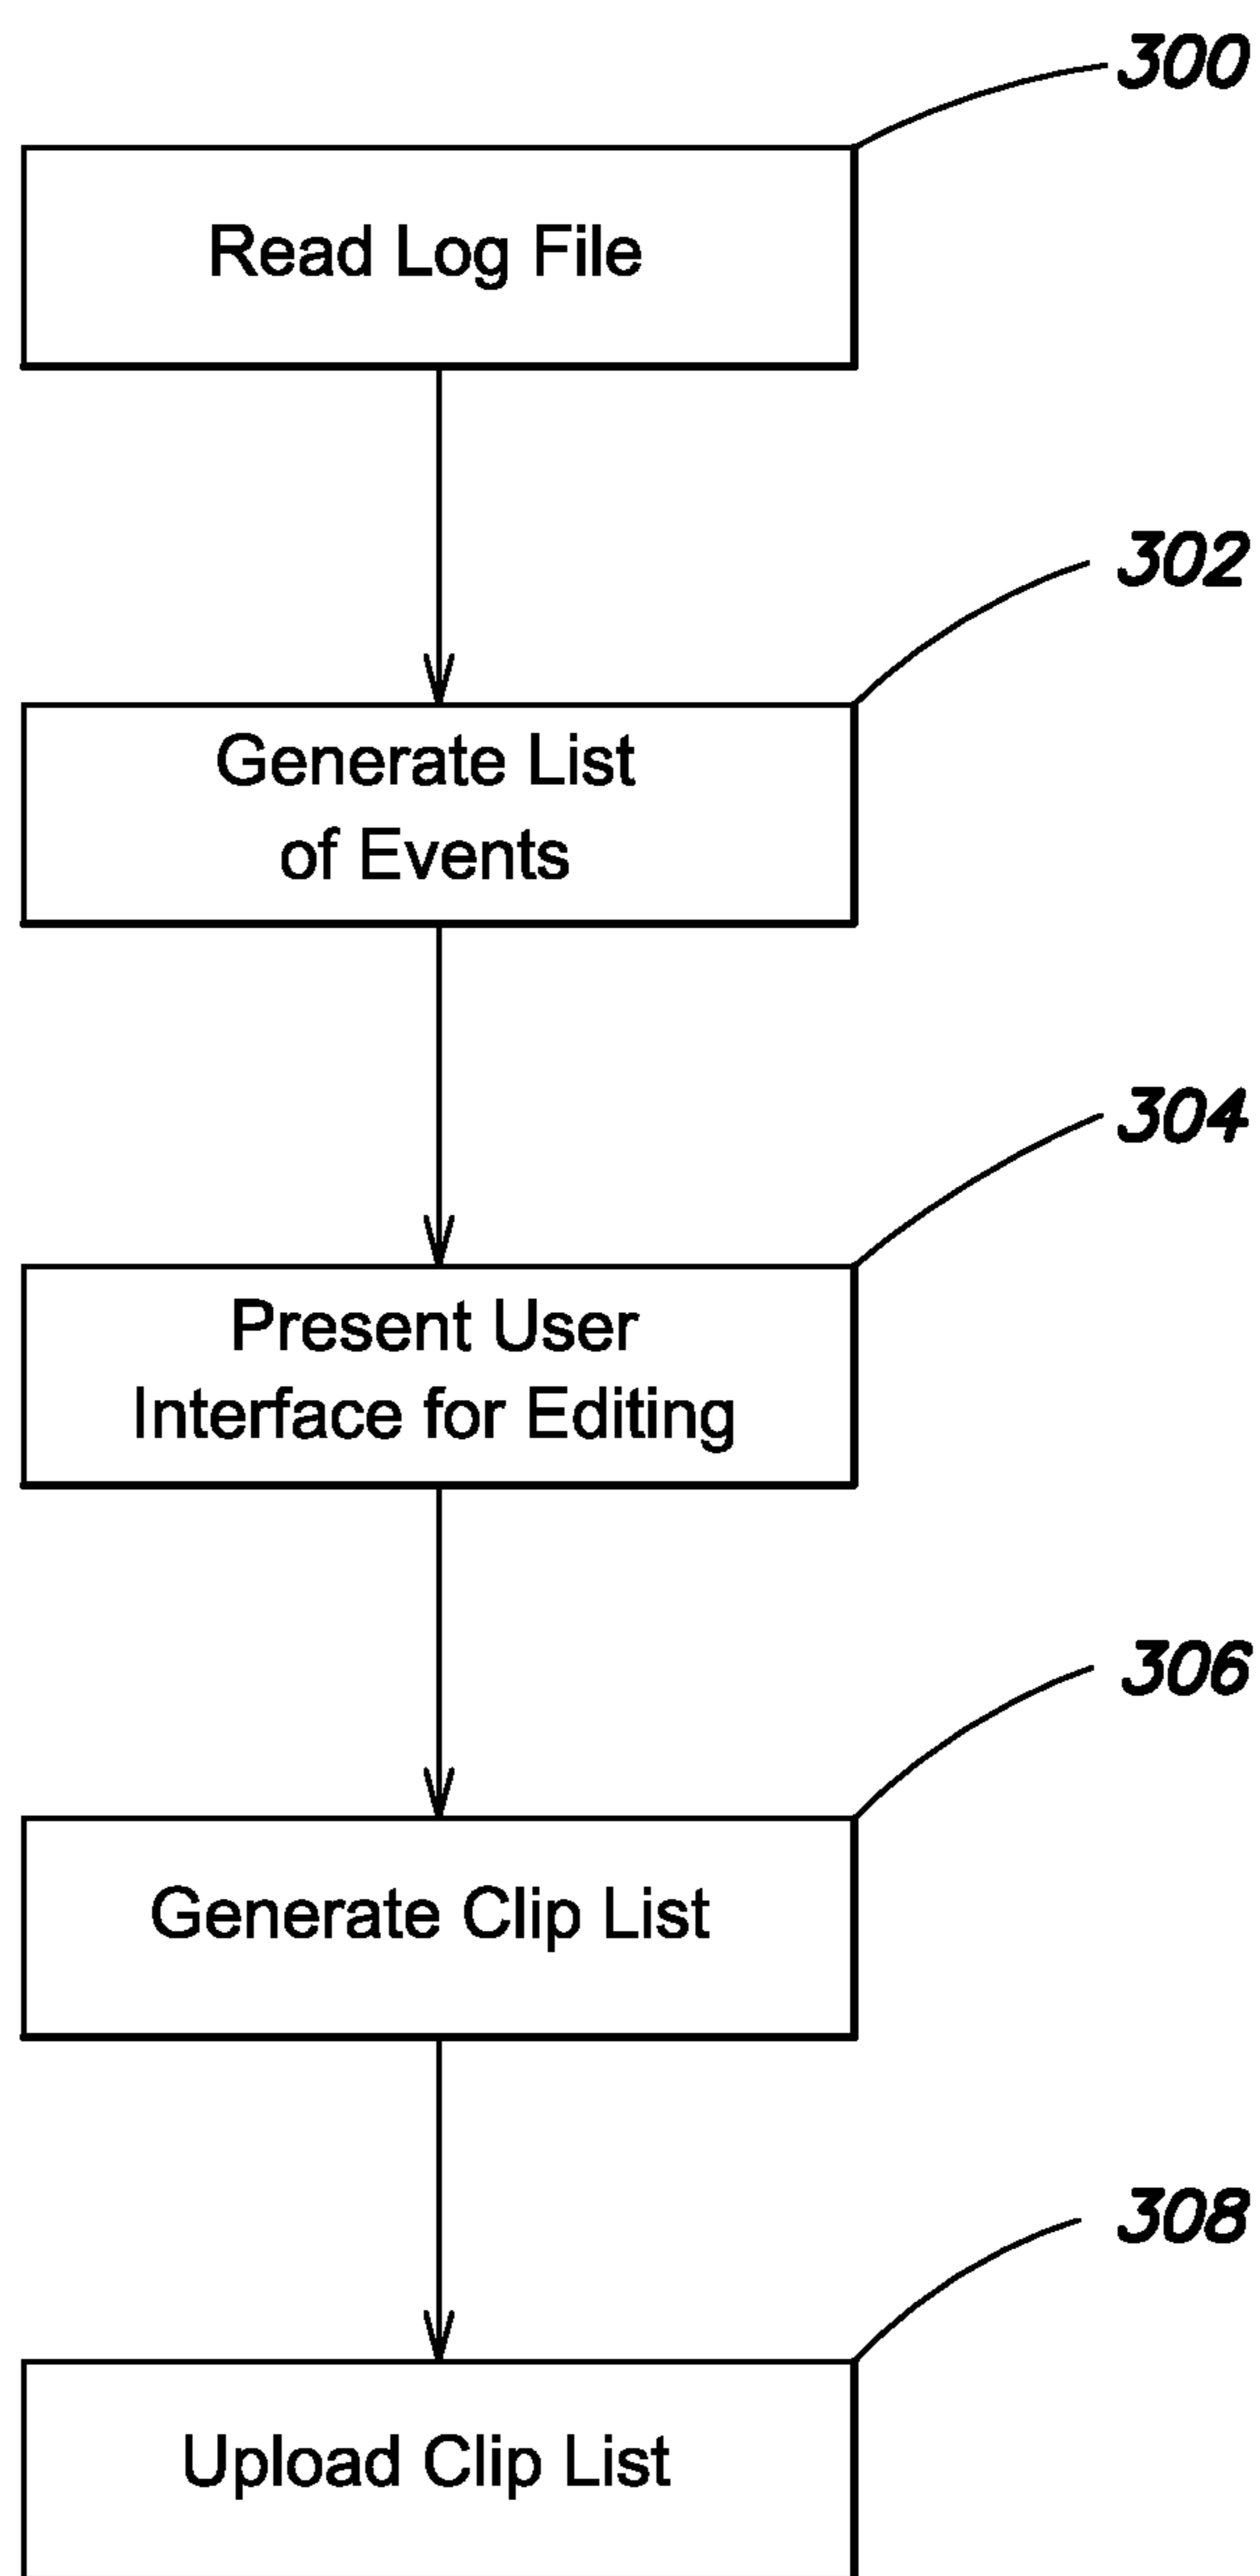 300
Read Log File
302
Generate List
of Events
304
Present User
Interface for Editing
306
Generate Clip List
308
Upload Clip List